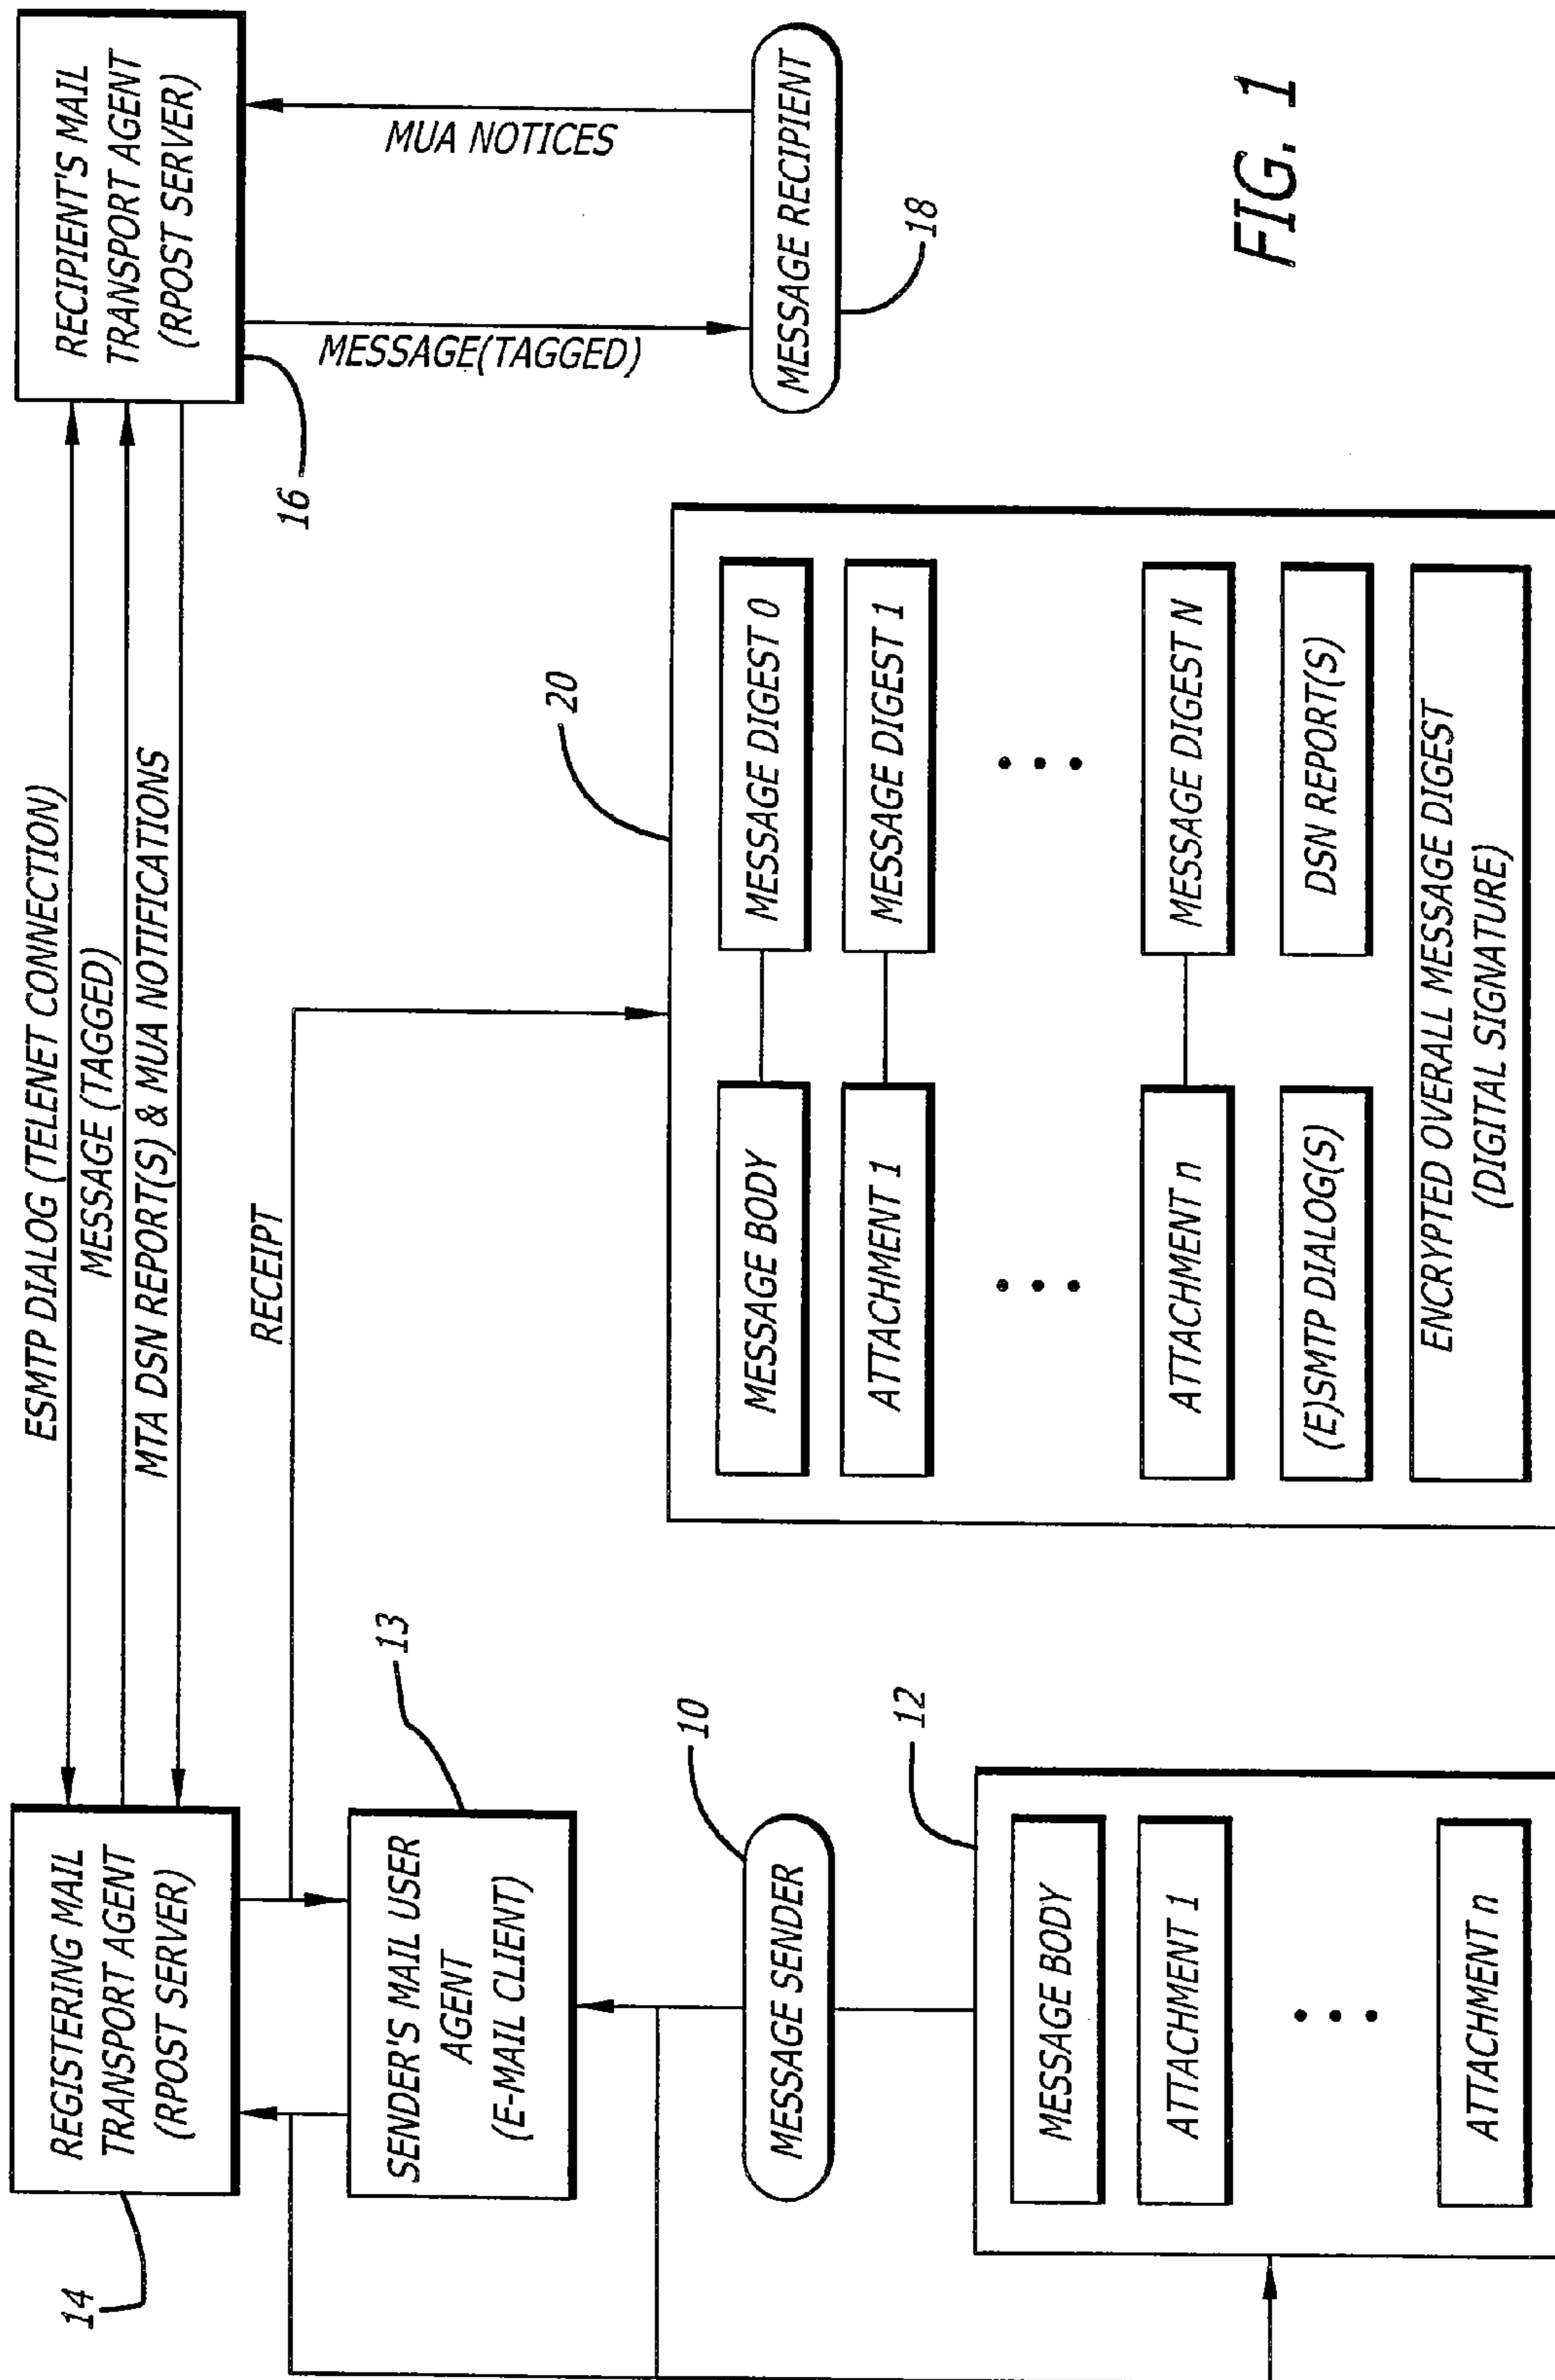 ESMTP DIALOG (TELENET CONNECTION)
MESSAGE (TAGGED)
MTA DSN REPORT(S) & MUA NOTIFICATIONS
REGISTERING MAIL
TRANSPORT AGENT
(RPOST SERVER)
14
RECIPIENT'S MAIL
TRANSPORT AGENT
(RPOST SERVER)
16
RECEIPT
SENDER'S MAIL USER
AGENT
(E-MAIL CLIENT)
13
MESSAGE(TAGGED)
MUA NOTICES
MESSAGE SENDER
10
MESSAGE RECIPIENT
18
12
MESSAGE BODY
ATTACHMENT 1
ATTACHMENT n
20
MESSAGE BODY
MESSAGE DIGEST 0
ATTACHMENT 1
MESSAGE DIGEST 1
ATTACHMENT n
MESSAGE DIGEST N
(E)SMTP DIALOG(S)
DSN REPORT(S)
ENCRYPTED OVERALL MESSAGE DIGEST
(DIGITAL SIGNATURE)
FIG. 1